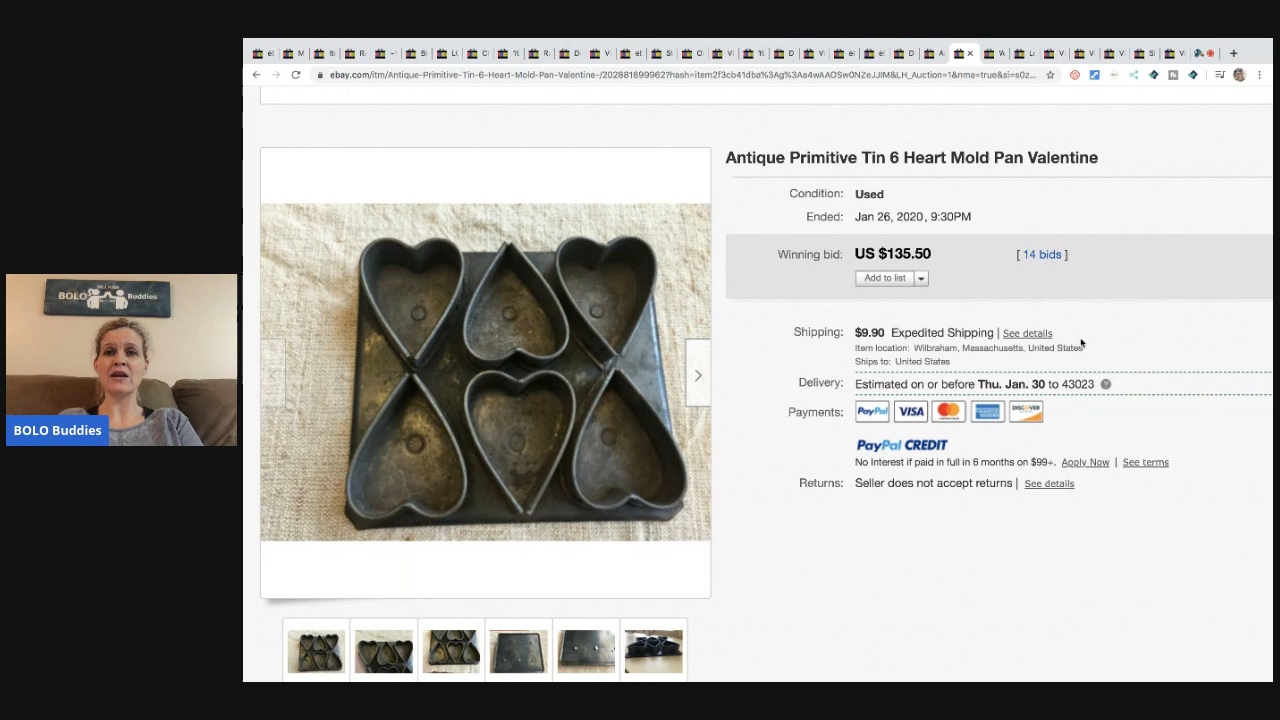 ebay.com/itm/Antique-Primitive-Tin-6-Heart-Mold-Pan-Valentine-/202881899962?hash=item2f3cb41dba%3Ag%3Aa4wAAOSw0NZeJJIM&LH_Auction=1&nma=true&si=s0z...
Antique Primitive Tin 6 Heart Mold Pan Valentine
Condition: Used
Ended: Jan 26, 2020 , 9:30PM
Winning bid: US $135.50 [ 14 bids ]
Add to list
Shipping: $9.90 Expedited Shipping | See details
Item location: Wilbraham, Massachusetts, United States
Ships to: United States
Delivery: Estimated on or before Thu. Jan. 30 to 43023 ?
Payments: PayPal VISA MasterCard AMERICAN EXPRESS DISCOVER
PayPal CREDIT
No Interest if paid in full in 6 months on $99+. Apply Now | See terms
Returns: Seller does not accept returns | See details
BOLO Buddies
BOLO Buddies